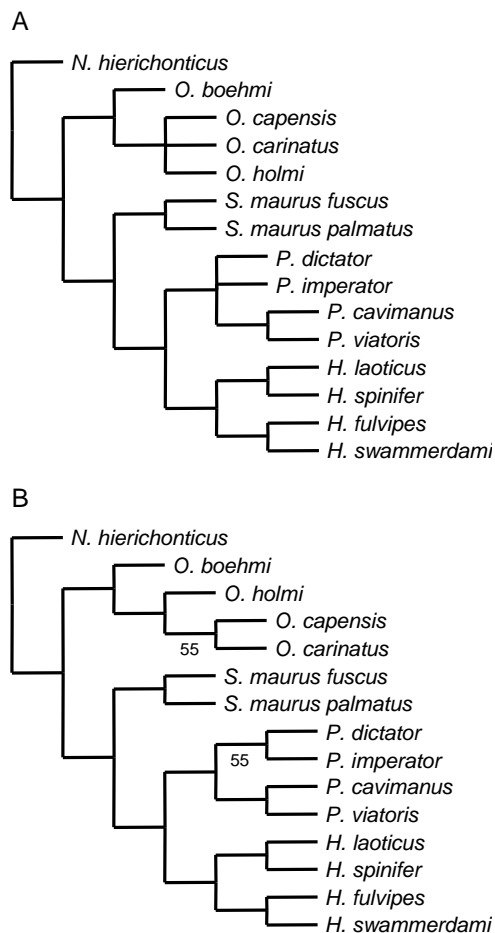 A
N. hierichonticus
O. boehmi
O. capensis
O. carinatus
O. holmi
S. maurus fuscus
S. maurus palmatus
P. dictator
P. imperator
P. cavimanus
P. viatoris
H. laoticus
H. spinifer
H. fulvipes
H. swammerdami
B
N. hierichonticus
O. boehmi
O. holmi
O. capensis
55
O. carinatus
S. maurus fuscus
S. maurus palmatus
P. dictator
55
P. imperator
P. cavimanus
P. viatoris
H. laoticus
H. spinifer
H. fulvipes
H. swammerdami